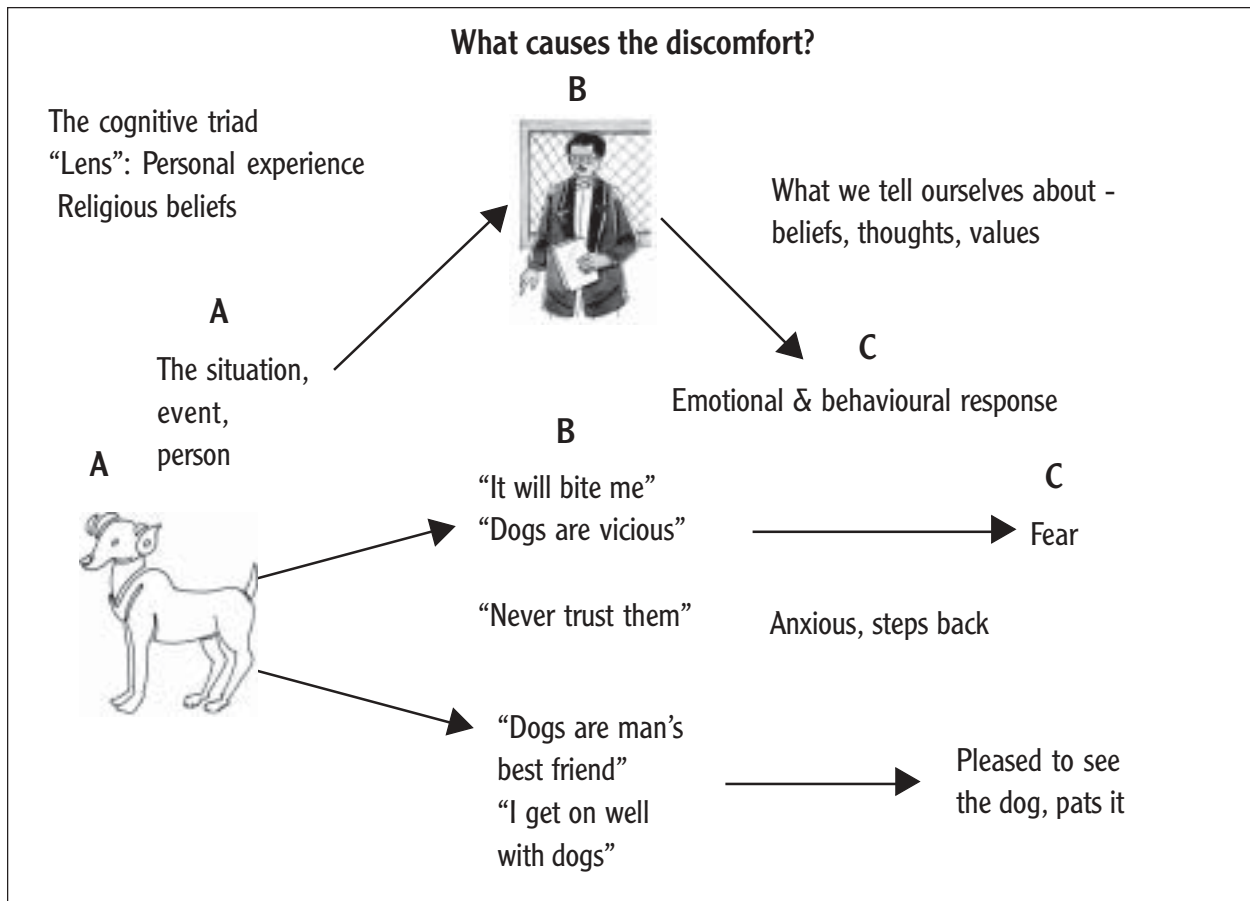 What causes the discomfort?
B
The cognitive triad
“Lens”: Personal experience
Religious beliefs
What we tell ourselves about -
beliefs, thoughts, values
A
The situation,
event,
person
C
Emotional & behavioural response
A
B
“It will bite me”
“Dogs are vicious”
C
Fear
“Never trust them”
Anxious, steps back
“Dogs are man’s
best friend”
“I get on well
with dogs”
Pleased to see
the dog, pats it